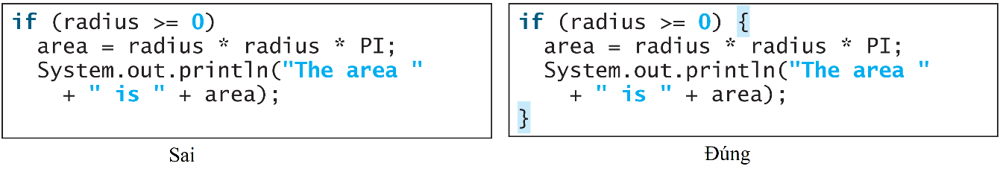 if (radius >= 0)
  area = radius * radius * PI;
  System.out.println("The area "
    + " is " + area);
Sai
if (radius >= 0) {
  area = radius * radius * PI;
  System.out.println("The area "
    + " is " + area);
}
Đúng